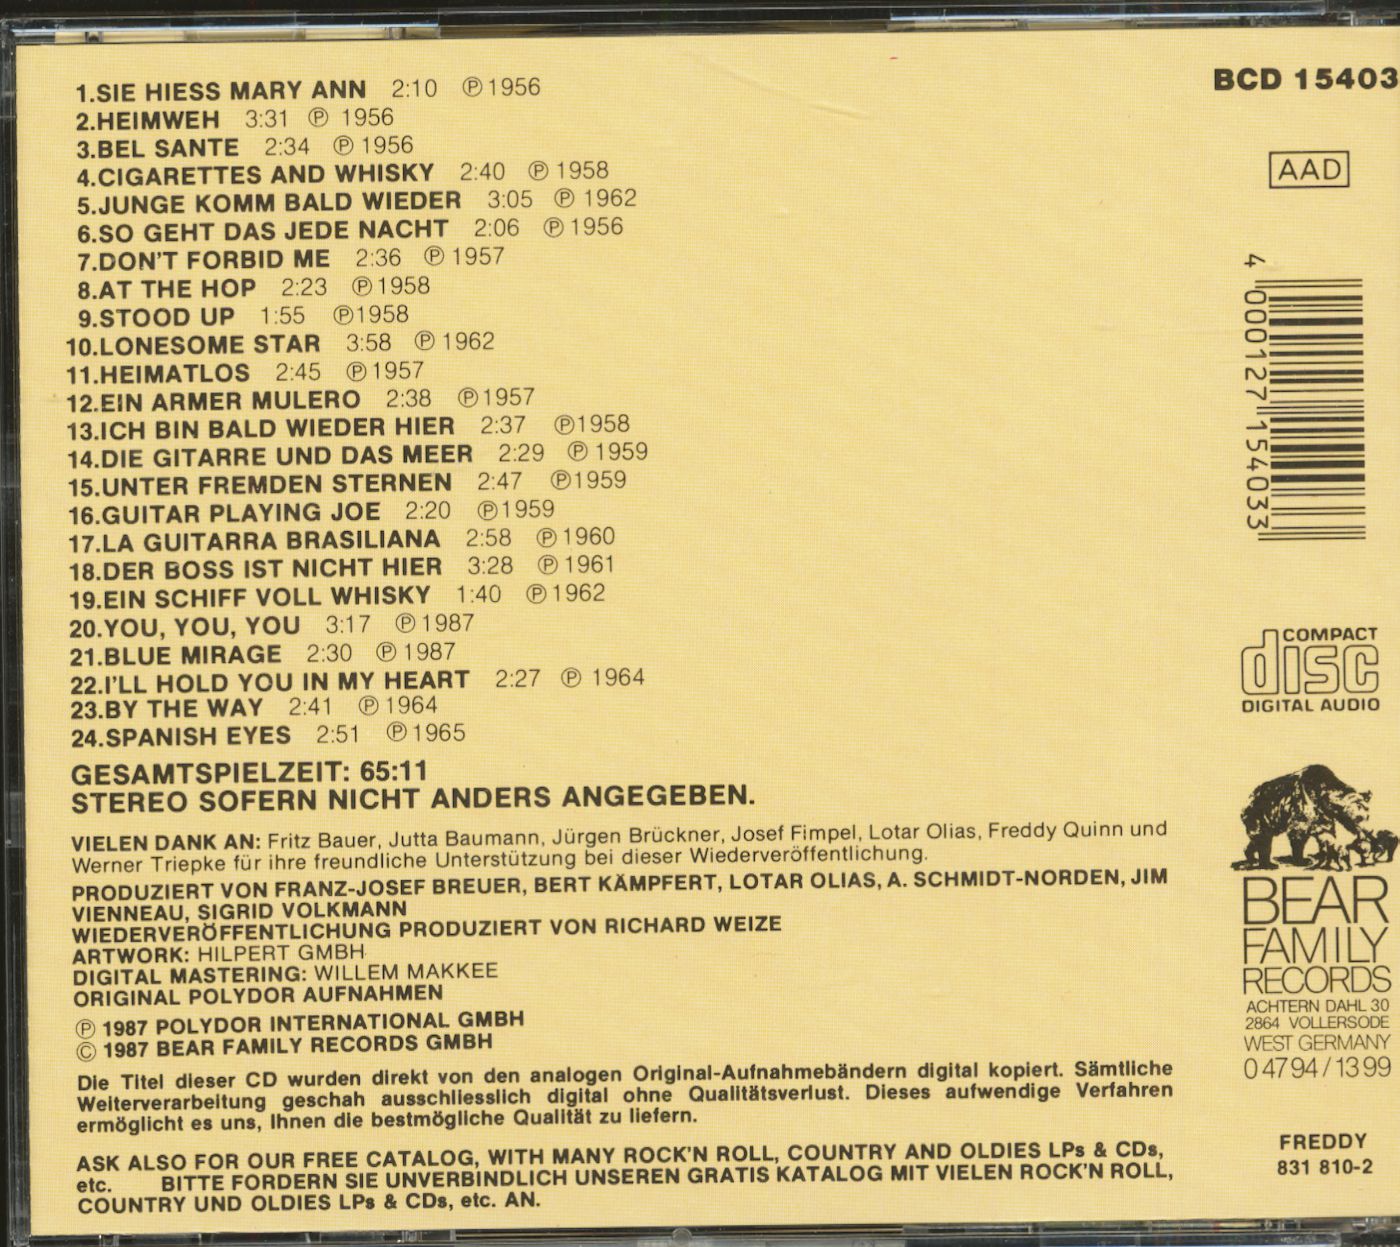 1.SIE HIESS MARY ANN 2:10 ℗1956
2.HEIMWEH 3:31 ℗ 1956
3.BEL SANTE 2:34 ℗1956
4.CIGARETTES AND WHISKY 2:40 ℗1958
5.JUNGE KOMM BALD WIEDER 3:05 ℗ 1962
6.SO GEHT DAS JEDE NACHT 2:06 ℗1956
7.DON'T FORBID ME 2:36 ℗1957
8.AT THE HOP 2:23 ℗1958
9.STOOD UP 1:55 ℗1958
10.LONESOME STAR 3:58 ℗1962
11.HEIMATLOS 2:45 ℗1957
12.EIN ARMER MULERO 2:38 ℗1957
13.ICH BIN BALD WIEDER HIER 2:37 ℗1958
14.DIE GITARRE UND DAS MEER 2:29 ℗1959
15.UNTER FREMDEN STERNEN 2:47 ℗1959
16.GUITAR PLAYING JOE 2:20 ℗1959
17.LA GUITARRA BRASILIANA 2:58 ℗1960
18.DER BOSS IST NICHT HIER 3:28 ℗1961
19.EIN SCHIFF VOLL WHISKY 1:40 ℗1962
20.YOU, YOU, YOU 3:17 ℗1987
21.BLUE MIRAGE 2:30 ℗1987
22.I'LL HOLD YOU IN MY HEART 2:27 ℗ 1964
23.BY THE WAY 2:41 ℗1964
24.SPANISH EYES 2:51 ℗1965
GESAMTSPIELZEIT: 65:11
STEREO SOFERN NICHT ANDERS ANGEGEBEN.
VIELEN DANK AN: Fritz Bauer, Jutta Baumann, Jürgen Brückner, Josef Fimpel, Lotar Olias, Freddy Quinn und
Werner Triepke für ihre freundliche Unterstützung bei dieser Wiederveröffentlichung.
PRODUZIERT VON FRANZ-JOSEF BREUER, BERT KÄMPFERT, LOTAR OLIAS, A. SCHMIDT-NORDEN, JIM
VIENNEAU, SIGRID VOLKMANN
WIEDERVERÖFFENTLICHUNG PRODUZIERT VON RICHARD WEIZE
ARTWORK: HILPERT GMBH
DIGITAL MASTERING: WILLEM MAKKEE
ORIGINAL POLYDOR AUFNAHMEN
℗ 1987 POLYDOR INTERNATIONAL GMBH
© 1987 BEAR FAMILY RECORDS GMBH
Die Titel dieser CD wurden direkt von den analogen Original-Aufnahmebändern digital kopiert. Sämtliche
Weiterverarbeitung geschah ausschliesslich digital ohne Qualitätsverlust. Dieses aufwendige Verfahren
ermöglicht es uns, Ihnen die bestmögliche Qualität zu liefern.
ASK ALSO FOR OUR FREE CATALOG, WITH MANY ROCK'N ROLL, COUNTRY AND OLDIES LPs & CDs,
etc. BITTE FORDERN SIE UNVERBINDLICH UNSEREN GRATIS KATALOG MIT VIELEN ROCK'N ROLL,
COUNTRY UND OLDIES LPs & CDs, etc. AN.
BCD 15403
AAD
4 000127 154033
COMPACT
disc
DIGITAL AUDIO
BEAR
FAMILY
RECORDS
ACHTERN DAHL 30
2864 VOLLERSODE
WEST GERMANY
0 47 94 / 13 99
FREDDY
831 810-2